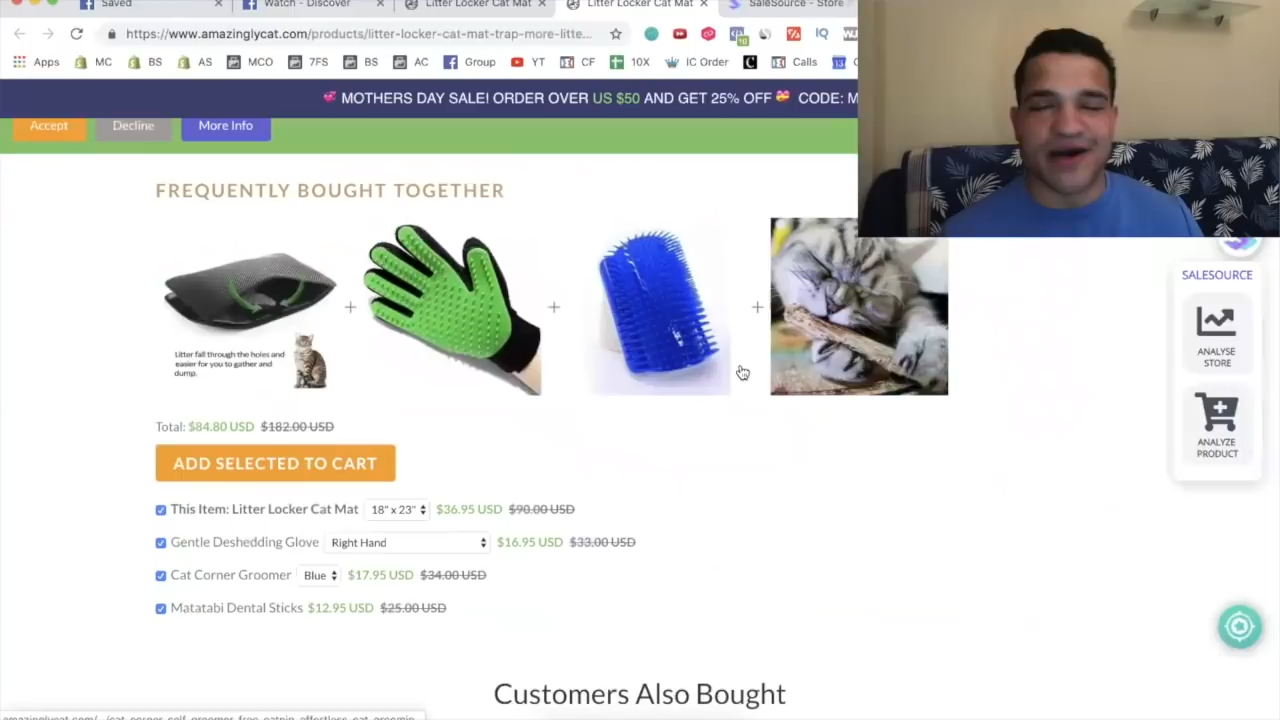 Saved
Watch - Discover
Litter Locker Cat Mat
Litter Locker Cat Mat
SaleSource - Store
https://www.amazinglycat.com/products/litter-locker-cat-mat-trap-more-litte...
Apps MC BS AS MCO 7FS BS AC Group YT CF 10X IC Order Calls
MOTHERS DAY SALE! ORDER OVER US $50 AND GET 25% OFF CODE: M
Accept Decline More Info
FREQUENTLY BOUGHT TOGETHER
Litter fall through the holes and
easier for you to gather and
dump.
+ + +
Total: $84.80 USD $182.00 USD
ADD SELECTED TO CART
This Item: Litter Locker Cat Mat 18" x 23" $36.95 USD $90.00 USD
Gentle Deshedding Glove Right Hand $16.95 USD $33.00 USD
Cat Corner Groomer Blue $17.95 USD $34.00 USD
Matatabi Dental Sticks $12.95 USD $25.00 USD
Customers Also Bought
SALESOURCE
ANALYSE
STORE
ANALYZE
PRODUCT